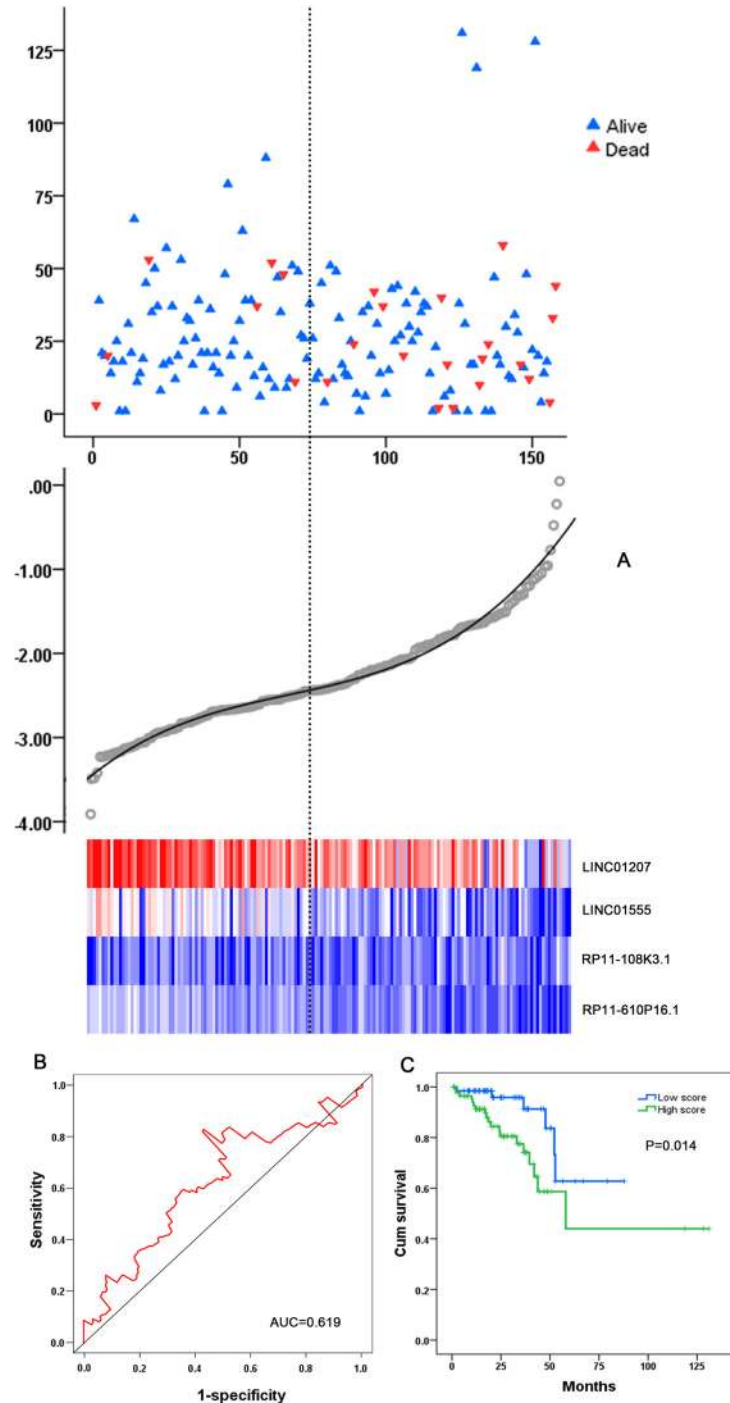 125
100
75
50
25
0
Alive
Dead
0 50 100 150
.00
-1.00
-2.00
-3.00
-4.00
A
LINC01207
LINC01555
RP11-108K3.1
RP11-610P16.1
B
1.0
0.8
0.6
0.4
0.2
0.0
Sensitivity
AUC=0.619
0.0 0.2 0.4 0.6 0.8 1.0
1-specificity
C
1.0
0.8
0.6
0.4
0.2
0.0
Cum survival
Low score
High score
P=0.014
0 25 50 75 100 125
Months